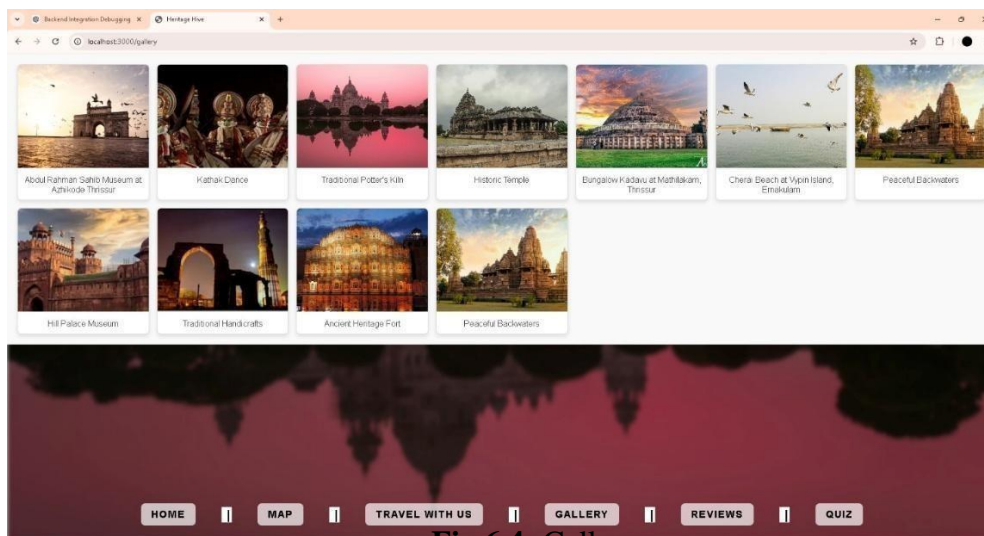 Backend Integration Debugging
Heritage Hive
localhost:3000/gallery
Abdul Rahman Sahib Museum at
Azhikode Thrissur
Kathak Dance
Traditional Potter's Kiln
Historic Temple
Bungalow Kadavu at Mathilakam,
Thrissur
Cherai Beach at Vypin Island,
Ernakulam
Peaceful Backwaters
Hill Palace Museum
Traditional Handicrafts
Ancient Heritage Fort
Peaceful Backwaters
HOME | MAP | TRAVEL WITH US | GALLERY | REVIEWS | QUIZ